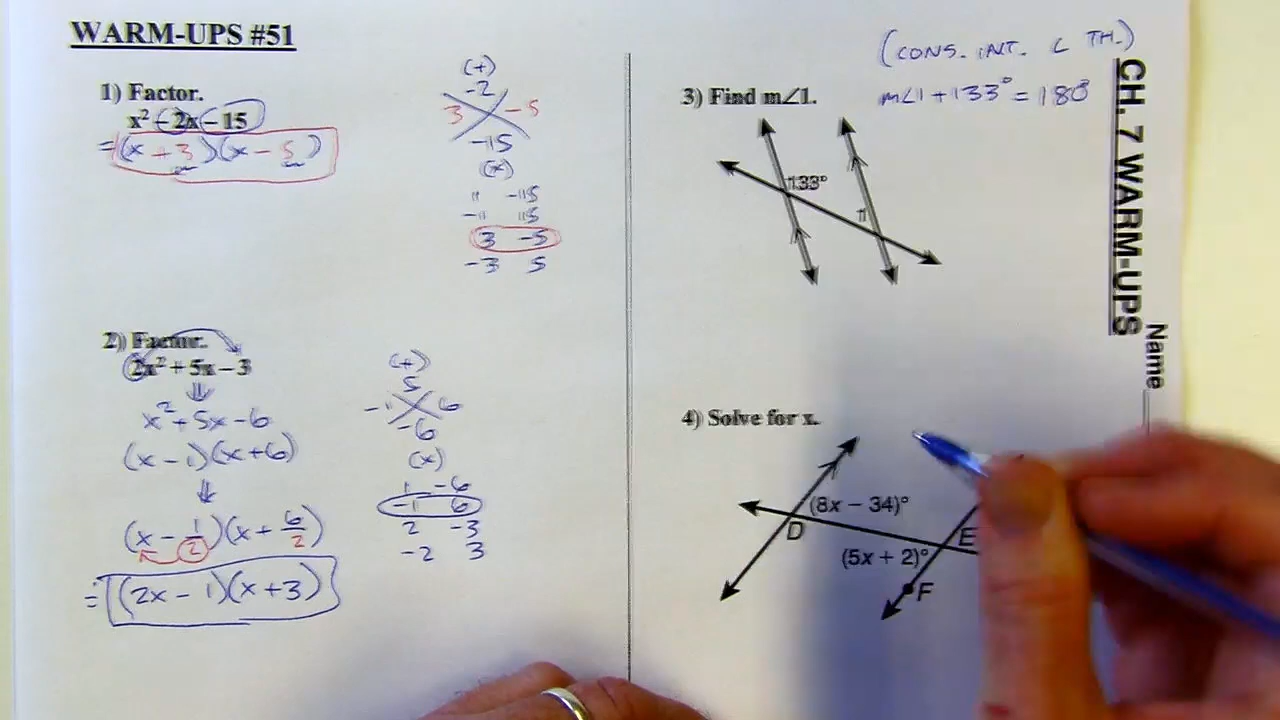 WARM-UPS #51
1) Factor.
x² − 2x − 15
= (x + 3)(x − 5)
(+)
-2
3 -5
-15
(x)
1 -15
-1 15
3 -5
-3 5
2) Factor.
2x² + 5x − 3
x² + 5x - 6
(x - 1)(x + 6)
(x - 1/2)(x + 6/2)
= (2x - 1)(x + 3)
(+)
5
-1 6
-6
(x)
1 -6
-1 6
2 -3
-2 3
(CONS. INT. ∠ TH.)
3) Find m∠1.
m∠1 + 133° = 180°
133°
1
4) Solve for x.
(8x − 34)°
D
E
(5x + 2)°
F
CH. 7 WARM-UPS
Name